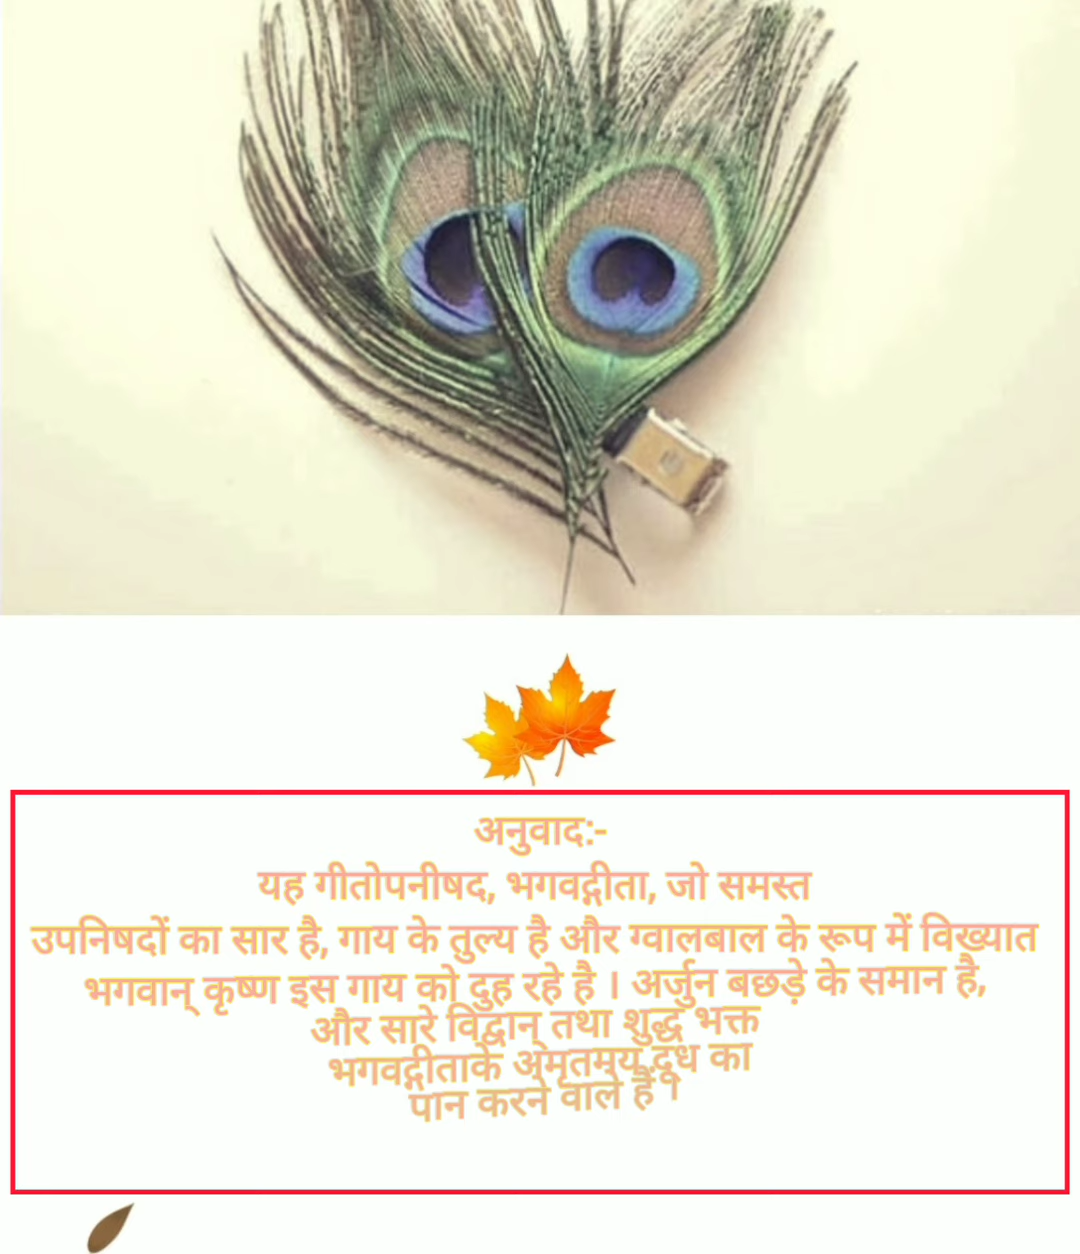 अनुवाद:-
यह गीतोपनीषद, भगवद्गीता, जो समस्त
उपनिषदों का सार है, गाय के तुल्य है और ग्वालबाल के रूप में विख्यात
भगवान् कृष्ण इस गाय को दुह रहे है । अर्जुन बछड़े के समान है,
और सारे विद्वान् तथा शुद्ध भक्त
भगवद्गीताके अमृतमय दूध का
पान करने वाले हैं ।